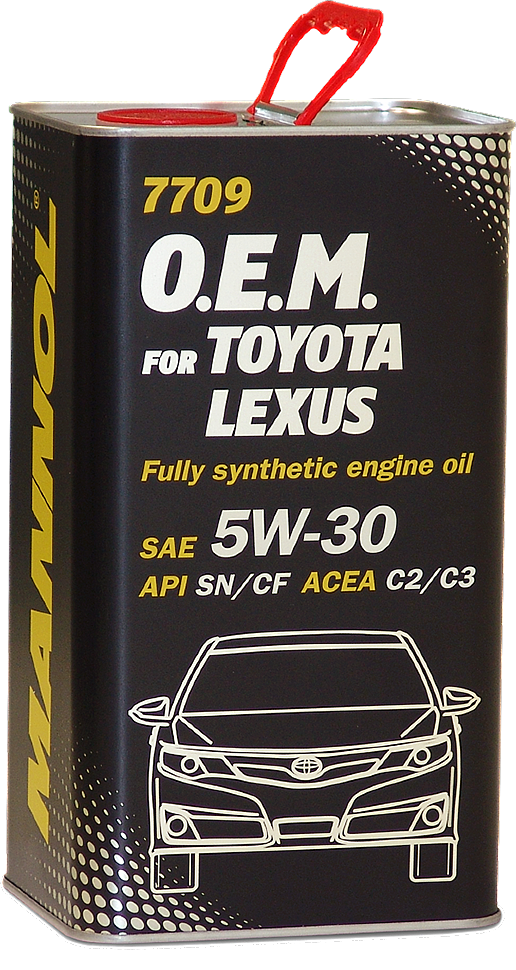 MANNOL®
7709
O.E.M.
FOR TOYOTA
LEXUS
Fully synthetic engine oil
SAE 5W-30
API SN/CF ACEA C2/C3